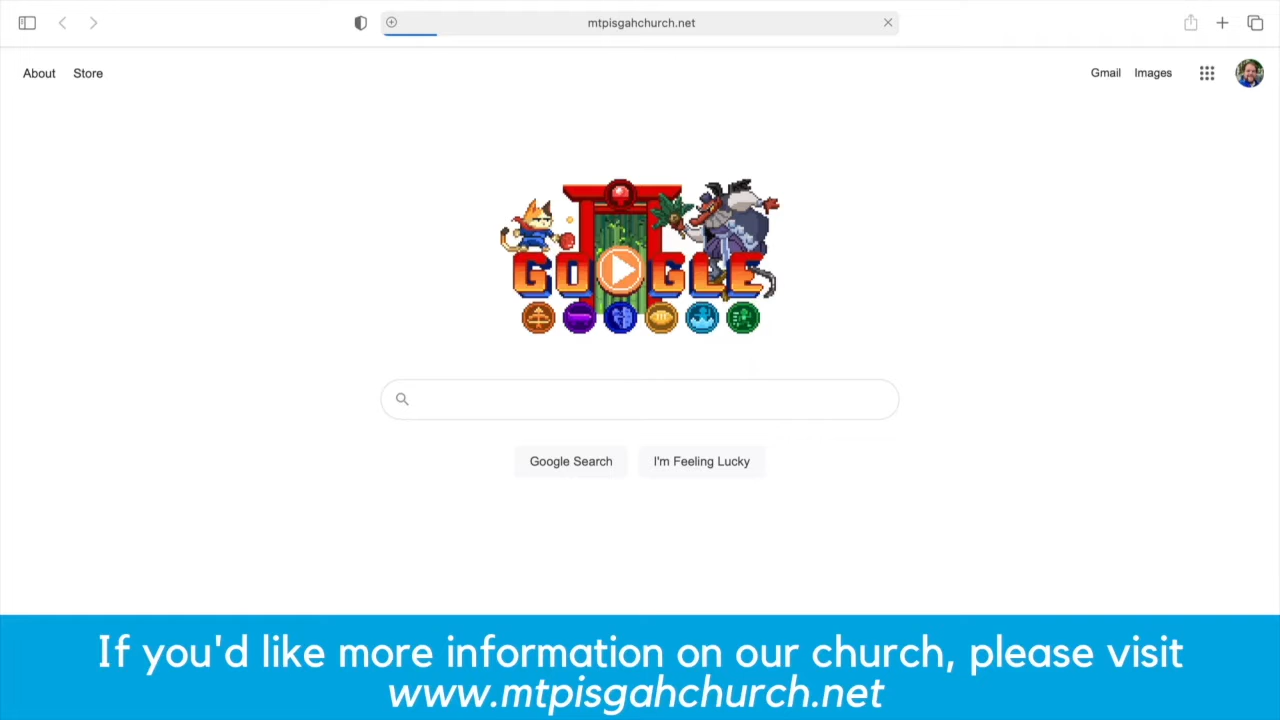 mtpisgahchurch.net
About Store
Gmail Images
GOOGLE
Google Search I'm Feeling Lucky
If you'd like more information on our church, please visit
www.mtpisgahchurch.net